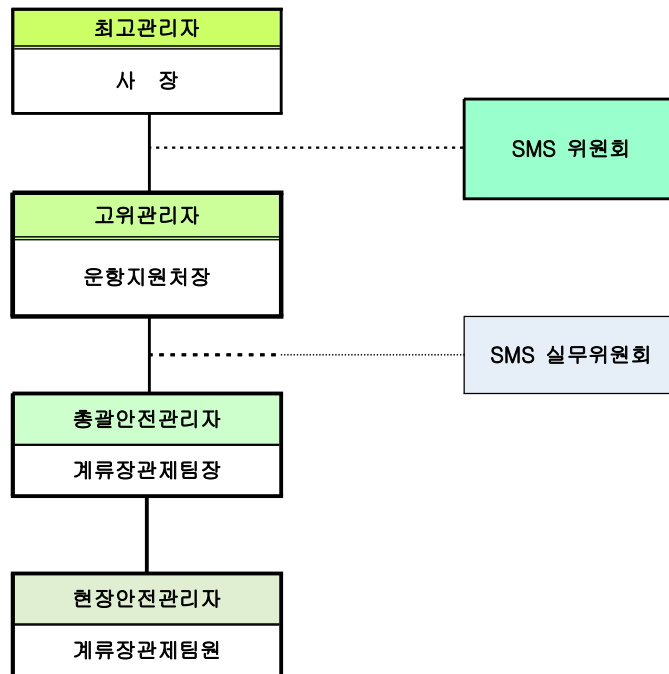 최고관리자
사 장
SMS 위원회
고위관리자
운항지원처장
SMS 실무위원회
총괄안전관리자
계류장관제팀장
현장안전관리자
계류장관제팀원